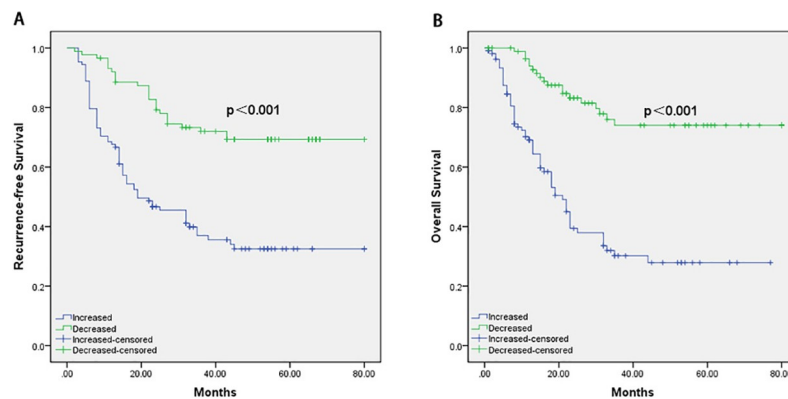 A
Recurrence-free Survival
1.0
0.8
0.6
0.4
0.2
0.0
p<0.001
Increased
Decreased
Increased-censored
Decreased-censored
.00 20.00 40.00 60.00 80.00
Months
B
Overall Survival
1.0
0.8
0.6
0.4
0.2
0.0
p<0.001
Increased
Decreased
Increased-censored
Decreased-censored
.00 20.00 40.00 60.00 80.00
Months